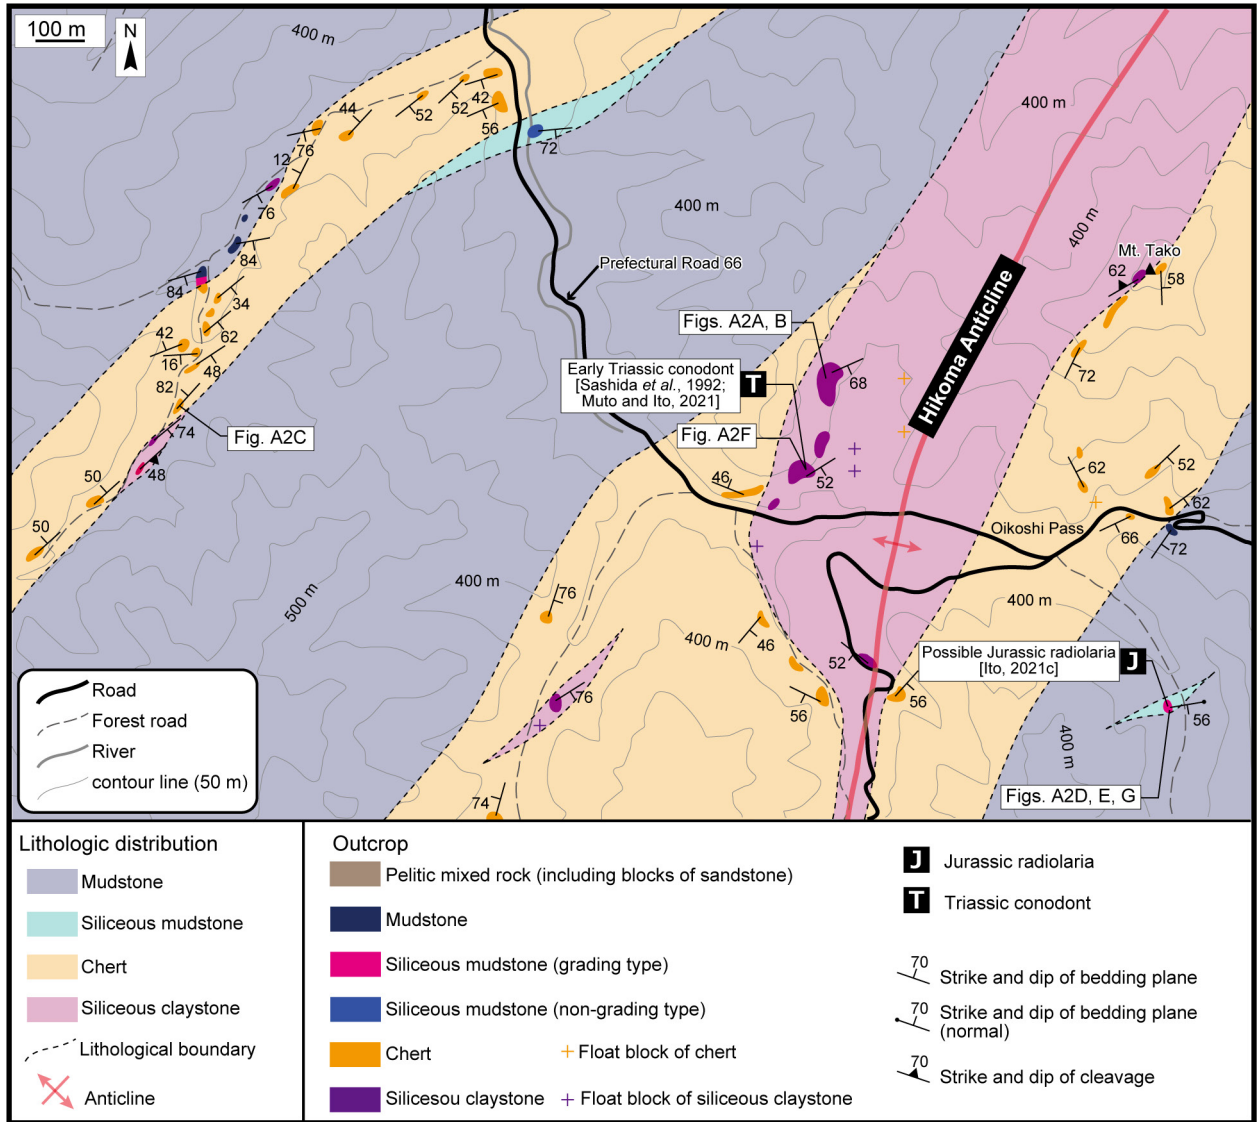 100 m
N
400 m
44
52
52
42
56
72
76
12
76
84
84
34
62
42
16
48
82
74
48
50
50
Fig. A2C
400 m
Prefectural Road 66
400 m
400 m
Mt. Tako
62
58
72
Hikoma Anticline
Figs. A2A, B
68
Early Triassic conodont
[Sashida et al., 1992;
Muto and Ito, 2021]
T
Fig. A2F
52
46
62
52
62
66
72
Oikoshi Pass
400 m
500 m
400 m
76
400 m
46
52
56
56
76
74
Possible Jurassic radiolaria
[Ito, 2021c]
J
56
400 m
Figs. A2D, E, G
Road
Forest road
River
contour line (50 m)
Lithologic distribution
Mudstone
Siliceous mudstone
Chert
Siliceous claystone
Lithological boundary
Anticline
Outcrop
Pelitic mixed rock (including blocks of sandstone)
Mudstone
Siliceous mudstone (grading type)
Siliceous mudstone (non-grading type)
Chert
Float block of chert
Silicesou claystone
Float block of siliceous claystone
J Jurassic radiolaria
T Triassic conodont
70
Strike and dip of bedding plane
70
Strike and dip of bedding plane
(normal)
70
Strike and dip of cleavage